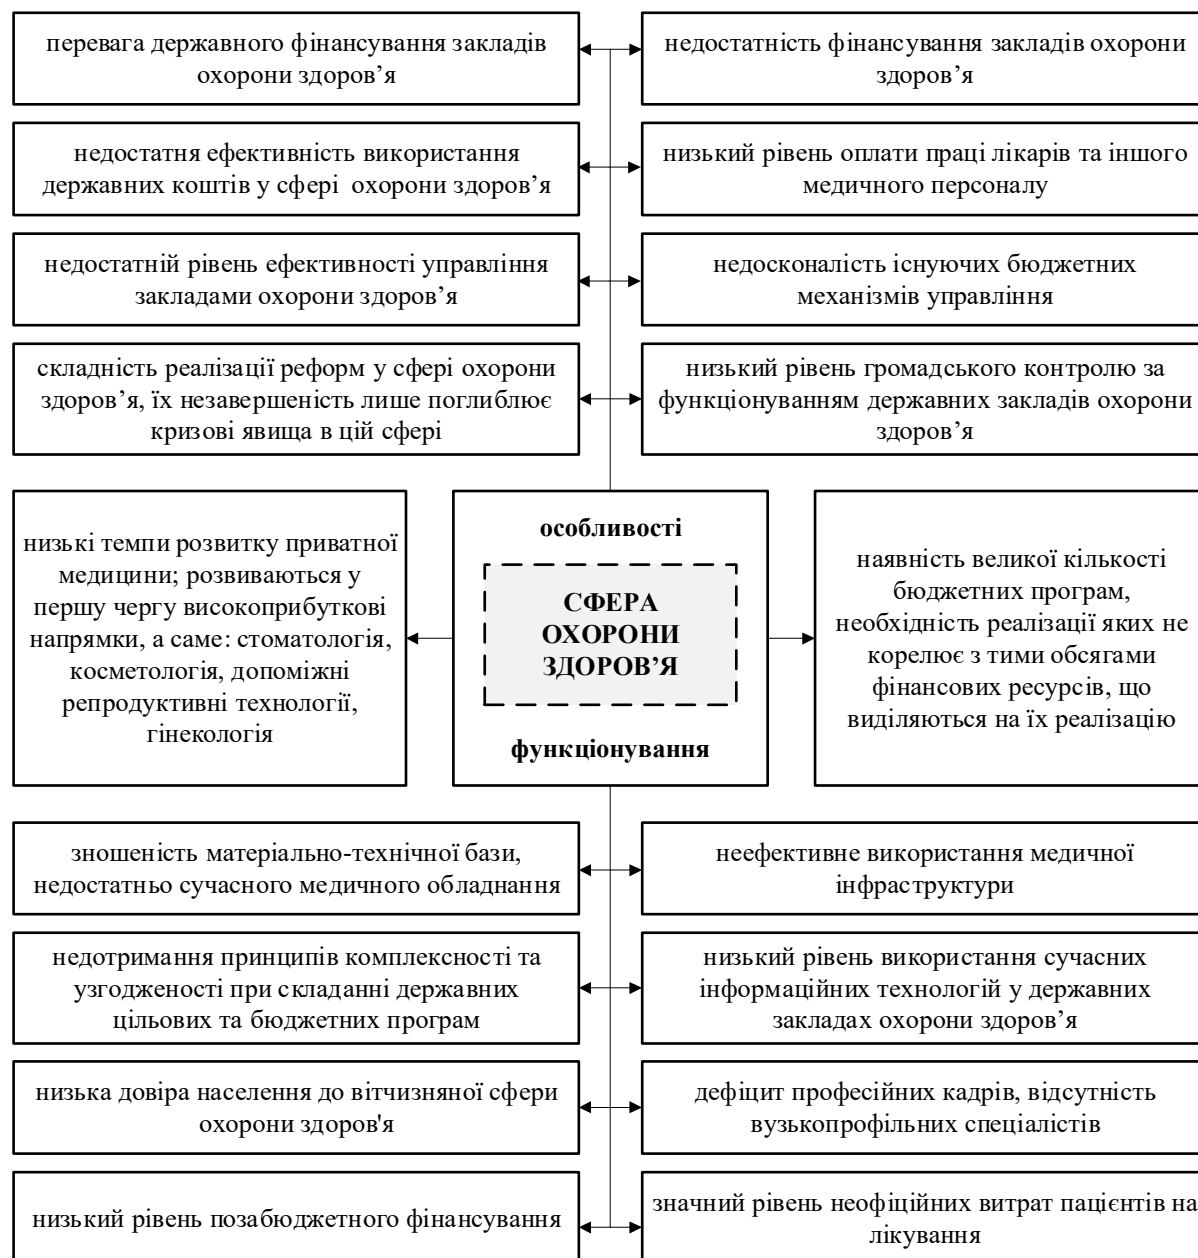 перевага державного фінансування закладів
охорони здоров’я
недостатність фінансування закладів охорони
здоров’я
недостатня ефективність використання
державних коштів у сфері охорони здоров’я
низький рівень оплати праці лікарів та іншого
медичного персоналу
недостатній рівень ефективності управління
закладами охорони здоров’я
недосконалість існуючих бюджетних
механізмів управління
складність реалізації реформ у сфері охорони
здоров’я, їх незавершеність лише поглиблює
кризові явища в цій сфері
низький рівень громадського контролю за
функціонуванням державних закладів охорони
здоров’я
низькі темпи розвитку приватної
медицини; розвиваються у
першу чергу високоприбуткові
напрямки, а саме: стоматологія,
косметологія, допоміжні
репродуктивні технології,
гінекологія
особливості
СФЕРА
ОХОРОНИ
ЗДОРОВ’Я
функціонування
наявність великої кількості
бюджетних програм,
необхідність реалізації яких не
корелює з тими обсягами
фінансових ресурсів, що
виділяються на їх реалізацію
зношеність матеріально-технічної бази,
недостатньо сучасного медичного обладнання
неефективне використання медичної
інфраструктури
недотримання принципів комплексності та
узгодженості при складанні державних
цільових та бюджетних програм
низький рівень використання сучасних
інформаційних технологій у державних
закладах охорони здоров’я
низька довіра населення до вітчизняної сфери
охорони здоров'я
дефіцит професійних кадрів, відсутність
вузькопрофільних спеціалістів
низький рівень позабюджетного фінансування
значний рівень неофіційних витрат пацієнтів на
лікування